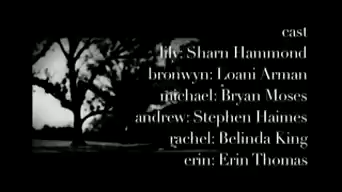 cast
lily: Sharn Hammond
bronwyn: Loani Arman
michael: Bryan Moses
andrew: Stephen Haimes
rachel: Belinda King
erin: Erin Thomas